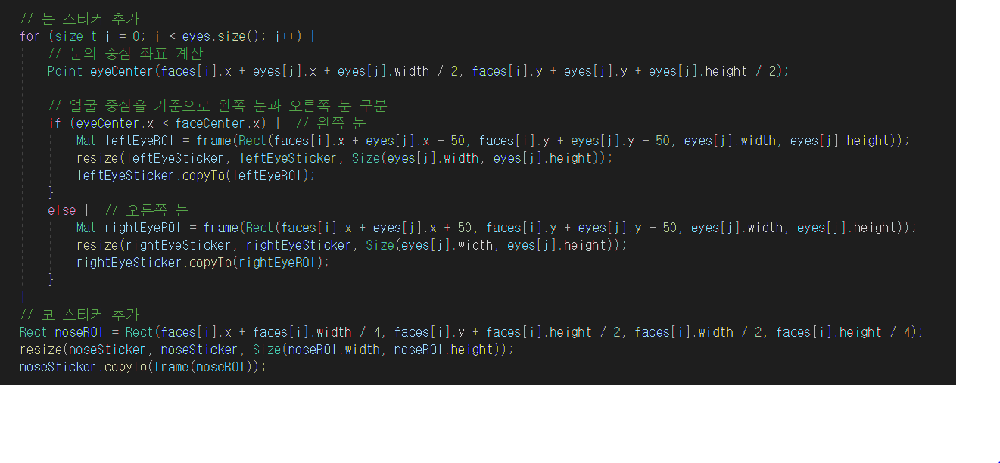 // 눈 스티커 추가
for (size_t j = 0; j < eyes.size(); j++) {
// 눈의 중심 좌표 계산
Point eyeCenter(faces[i].x + eyes[j].x + eyes[j].width / 2, faces[i].y + eyes[j].y + eyes[j].height / 2);
// 얼굴 중심을 기준으로 왼쪽 눈과 오른쪽 눈 구분
if (eyeCenter.x < faceCenter.x) { // 왼쪽 눈
Mat leftEyeROI = frame(Rect(faces[i].x + eyes[j].x - 50, faces[i].y + eyes[j].y - 50, eyes[j].width, eyes[j].height));
resize(leftEyeSticker, leftEyeSticker, Size(eyes[j].width, eyes[j].height));
leftEyeSticker.copyTo(leftEyeROI);
}
else { // 오른쪽 눈
Mat rightEyeROI = frame(Rect(faces[i].x + eyes[j].x + 50, faces[i].y + eyes[j].y - 50, eyes[j].width, eyes[j].height));
resize(rightEyeSticker, rightEyeSticker, Size(eyes[j].width, eyes[j].height));
rightEyeSticker.copyTo(rightEyeROI);
}
}
// 코 스티커 추가
Rect noseROI = Rect(faces[i].x + faces[i].width / 4, faces[i].y + faces[i].height / 2, faces[i].width / 2, faces[i].height / 4);
resize(noseSticker, noseSticker, Size(noseROI.width, noseROI.height));
noseSticker.copyTo(frame(noseROI));